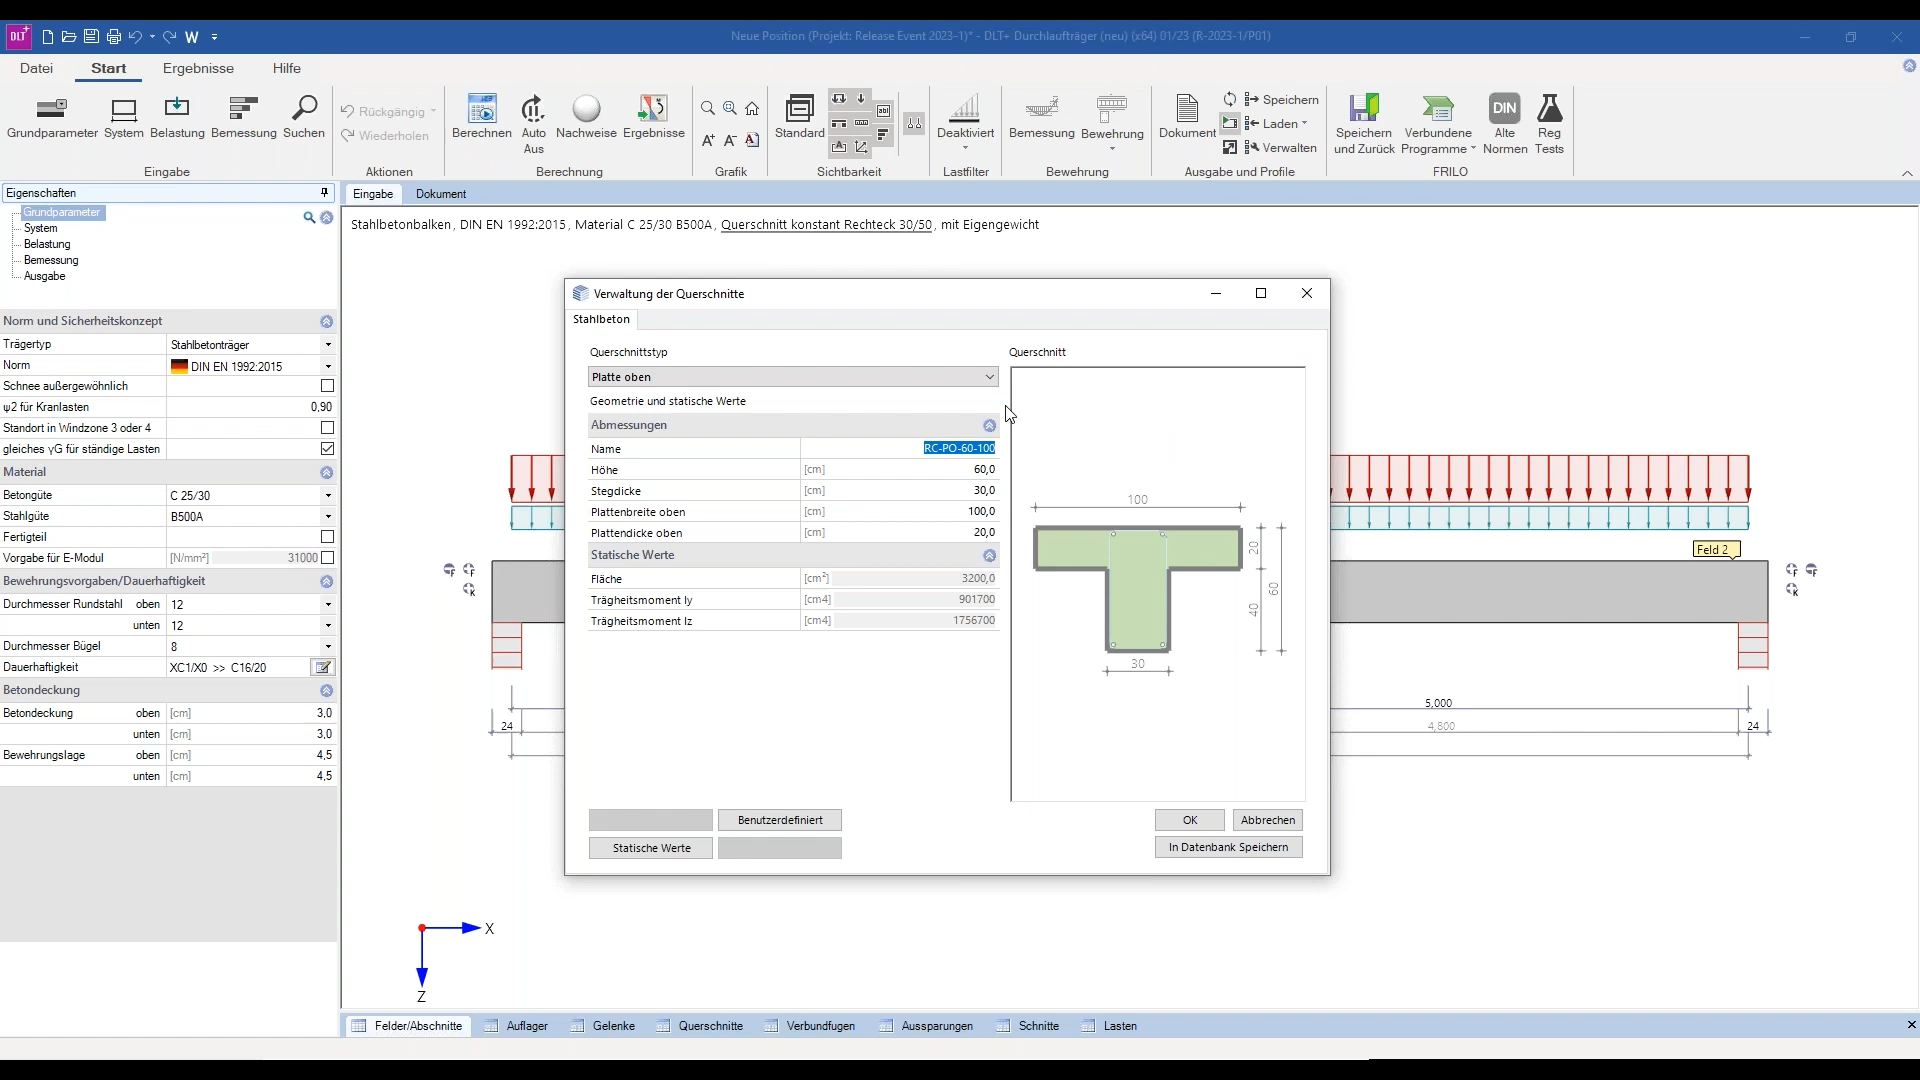 DLT+ W Neue Position (Projekt: Release Event 2023-1)* - DLT+ Durchlaufträger (neu) (x64) 01/23 (R-2023-1/P01)
Datei Start Ergebnisse Hilfe
Grundparameter System Belastung Bemessung Suchen
Eingabe
Rückgängig
Wiederholen
Aktionen
Berechnen Auto Aus Nachweise Ergebnisse
Berechnung
A+ A-
Grafik
Standard
Sichtbarkeit
Deaktiviert
Lastfilter
Bemessung Bewehrung
Bewehrung
Dokument Speichern
Laden
Verwalten
Ausgabe und Profile
Speichern und Zurück Verbundene Programme DIN Alte Normen Reg Tests
FRILO
Eigenschaften
Grundparameter
System
Belastung
Bemessung
Ausgabe
Norm und Sicherheitskonzept
Trägertyp Stahlbetonträger
Norm DIN EN 1992:2015
Schnee außergewöhnlich
ψ2 für Kranlasten 0,90
Standort in Windzone 3 oder 4
gleiches γG für ständige Lasten
Material
Betongüte C 25/30
Stahlgüte B500A
Fertigteil
Vorgabe für E-Modul [N/mm²] 31000
Bewehrungsvorgaben/Dauerhaftigkeit
Durchmesser Rundstahl oben 12
unten 12
Durchmesser Bügel 8
Dauerhaftigkeit XC1/X0 >> C16/20
Betondeckung
Betondeckung oben [cm] 3,0
unten [cm] 3,0
Bewehrungslage oben [cm] 4,5
unten [cm] 4,5
Eingabe Dokument
Stahlbetonbalken, DIN EN 1992:2015, Material C 25/30 B500A, Querschnitt konstant Rechteck 30/50, mit Eigengewicht
Verwaltung der Querschnitte
Stahlbeton
Querschnittstyp
Platte oben
Geometrie und statische Werte
Abmessungen
Name RC-PO-60-100
Höhe [cm] 60,0
Stegdicke [cm] 30,0
Plattenbreite oben [cm] 100,0
Plattendicke oben [cm] 20,0
Statische Werte
Fläche [cm²] 3200,0
Trägheitsmoment Iy [cm4] 901700
Trägheitsmoment Iz [cm4] 1756700
Querschnitt
100
20
60
40
30
Benutzerdefiniert
Statische Werte
OK Abbrechen
In Datenbank Speichern
Feld 2
F F
K
F F
K
5,000
24 4,800 24
X
Z
Felder/Abschnitte Auflager Gelenke Querschnitte Verbundfugen Aussparungen Schnitte Lasten